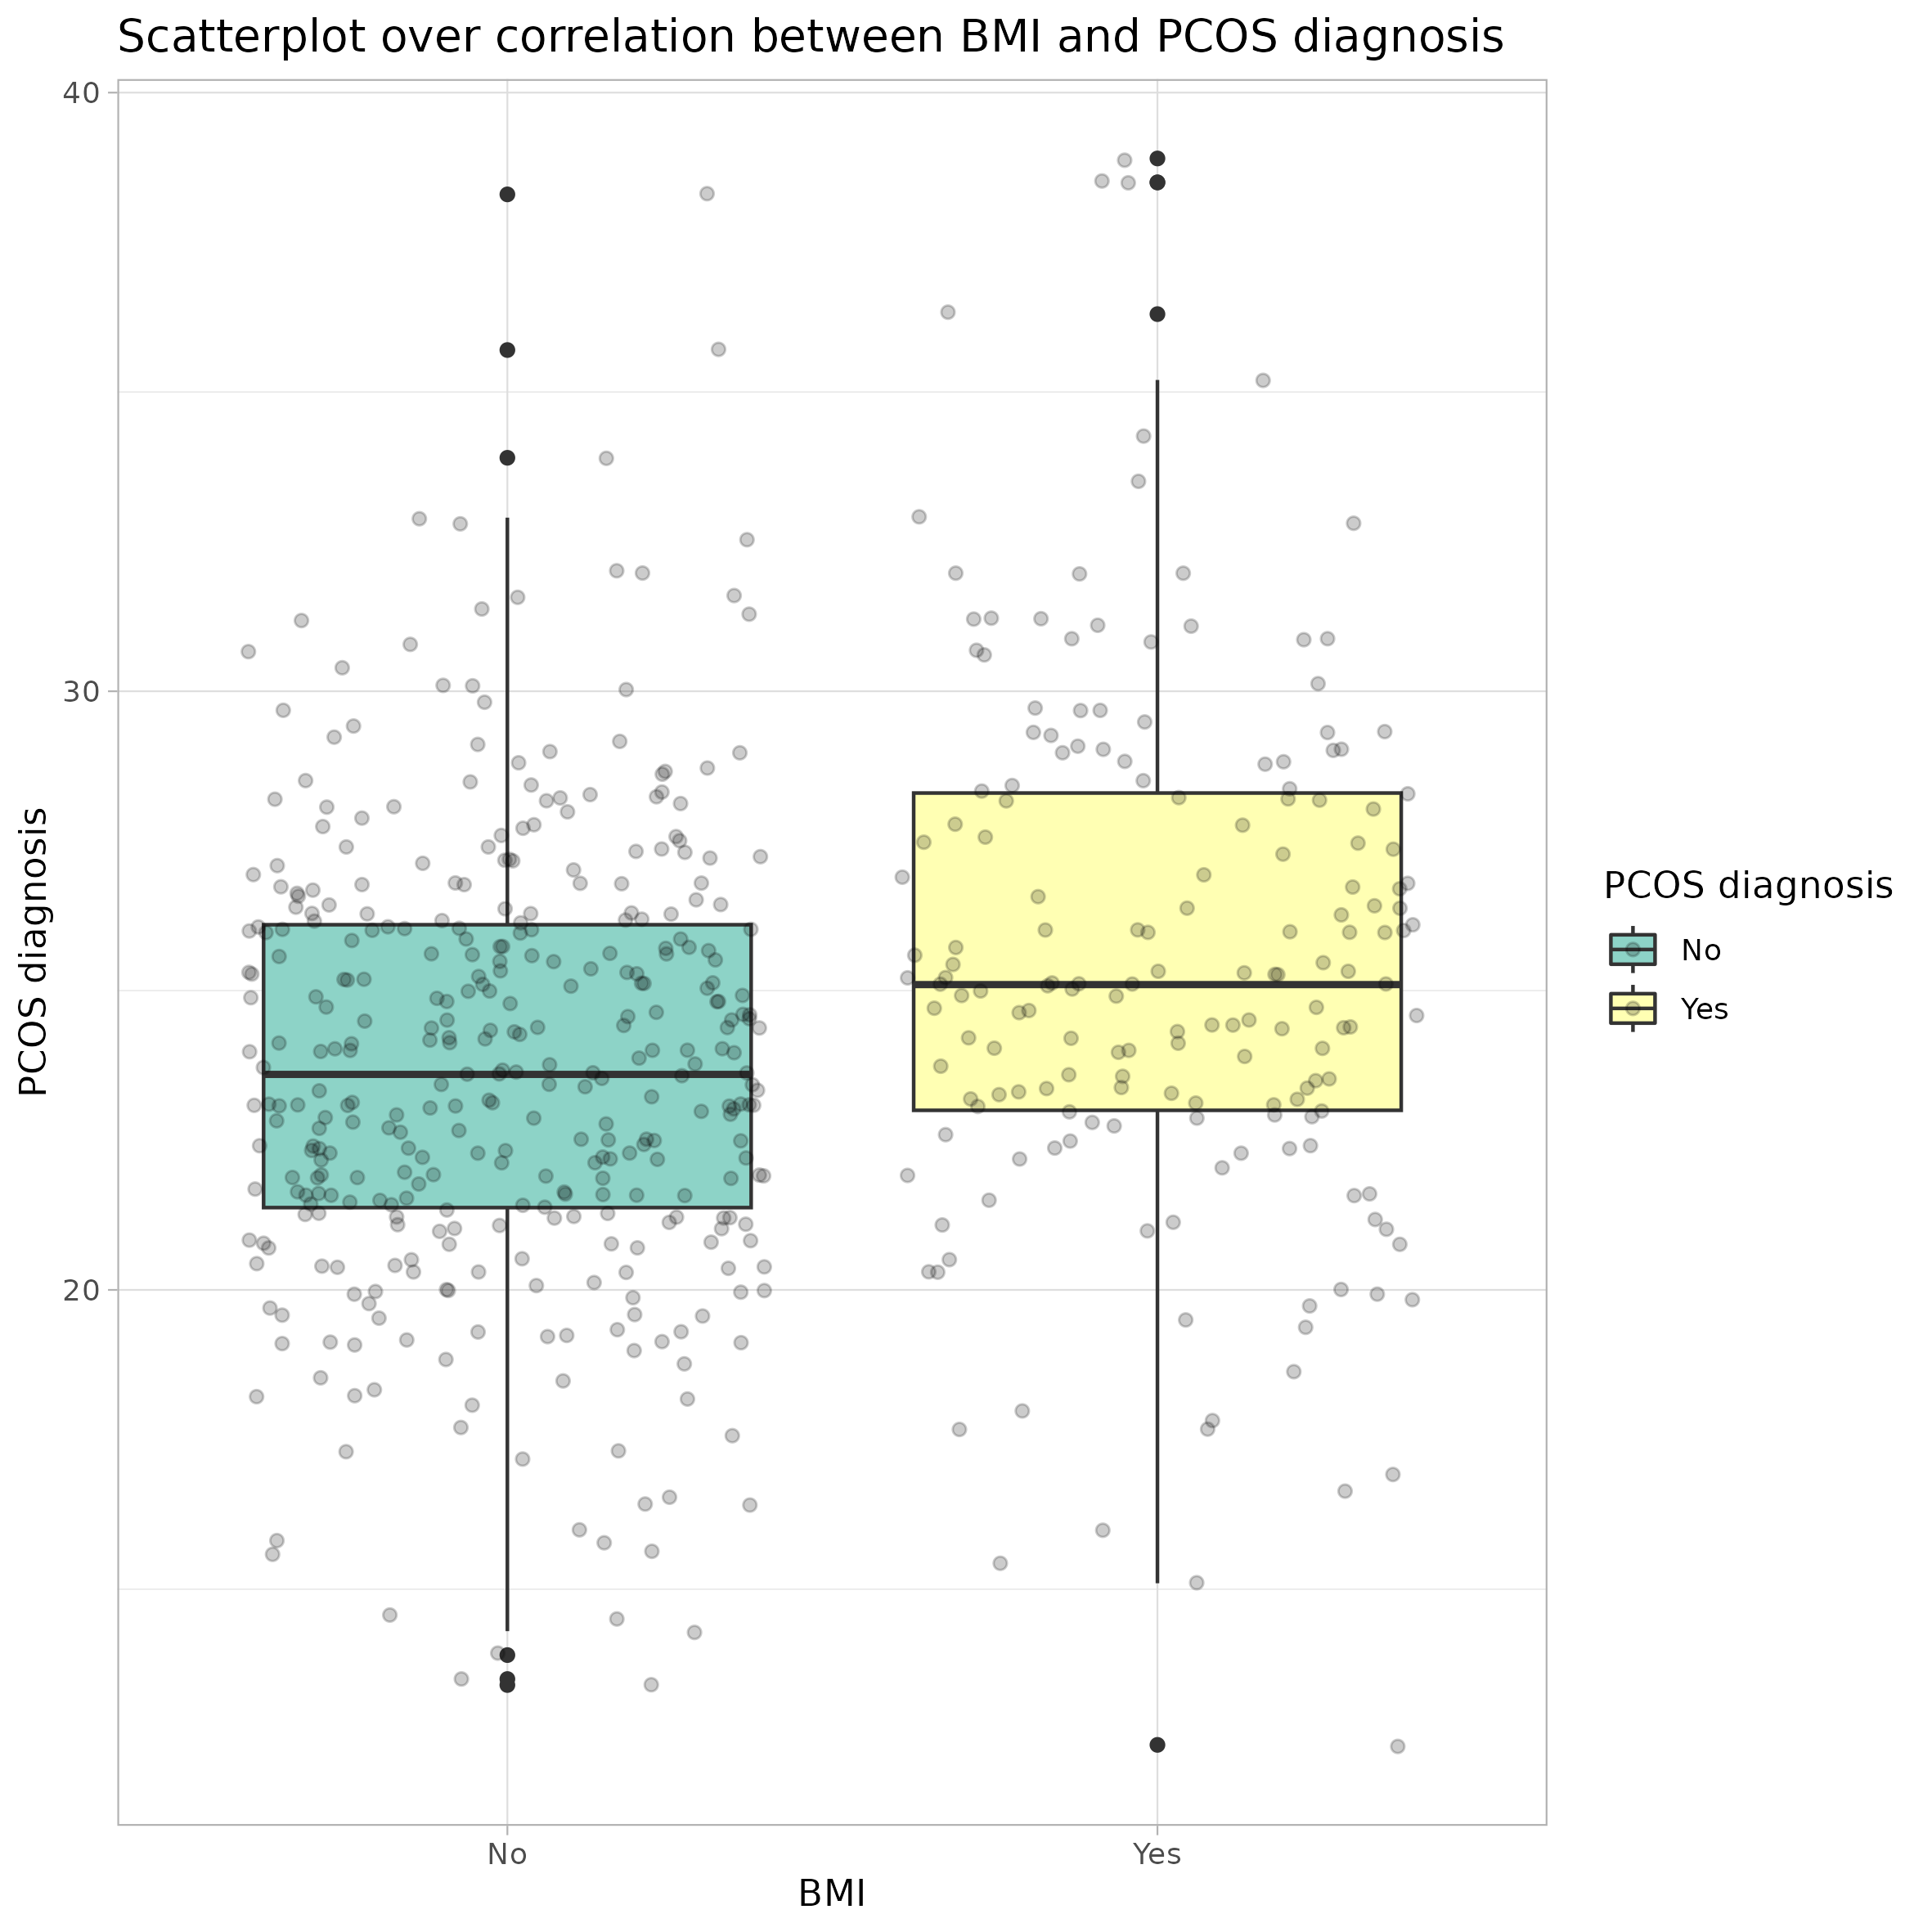 Scatterplot over correlation between BMI and PCOS diagnosis
40
30
20
PCOS diagnosis
No
Yes
BMI
PCOS diagnosis
No
Yes